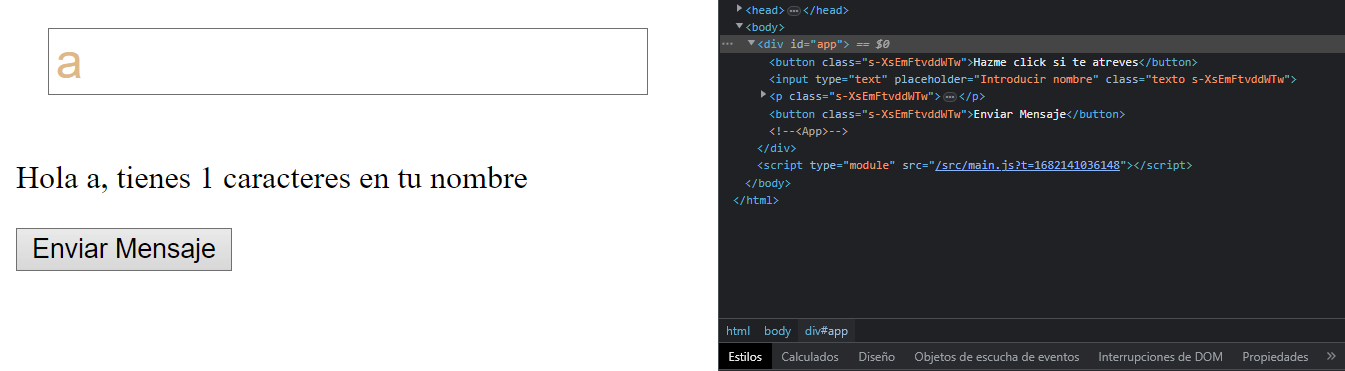 a
Hola a, tienes 1 caracteres en tu nombre
Enviar Mensaje
<head> … </head>
<body>
… <div id="app"> == $0
<button class="s-XsEmFtvddWTw">Hazme click si te atreves</button>
<input type="text" placeholder="Introducir nombre" class="texto s-XsEmFtvddWTw">
<p class="s-XsEmFtvddWTw"> … </p>
<button class="s-XsEmFtvddWTw">Enviar Mensaje</button>
<!--<App>-->
</div>
<script type="module" src="/src/main.js?t=1682141036148"></script>
</body>
</html>
html body div#app
Estilos Calculados Diseño Objetos de escucha de eventos Interrupciones de DOM Propiedades »